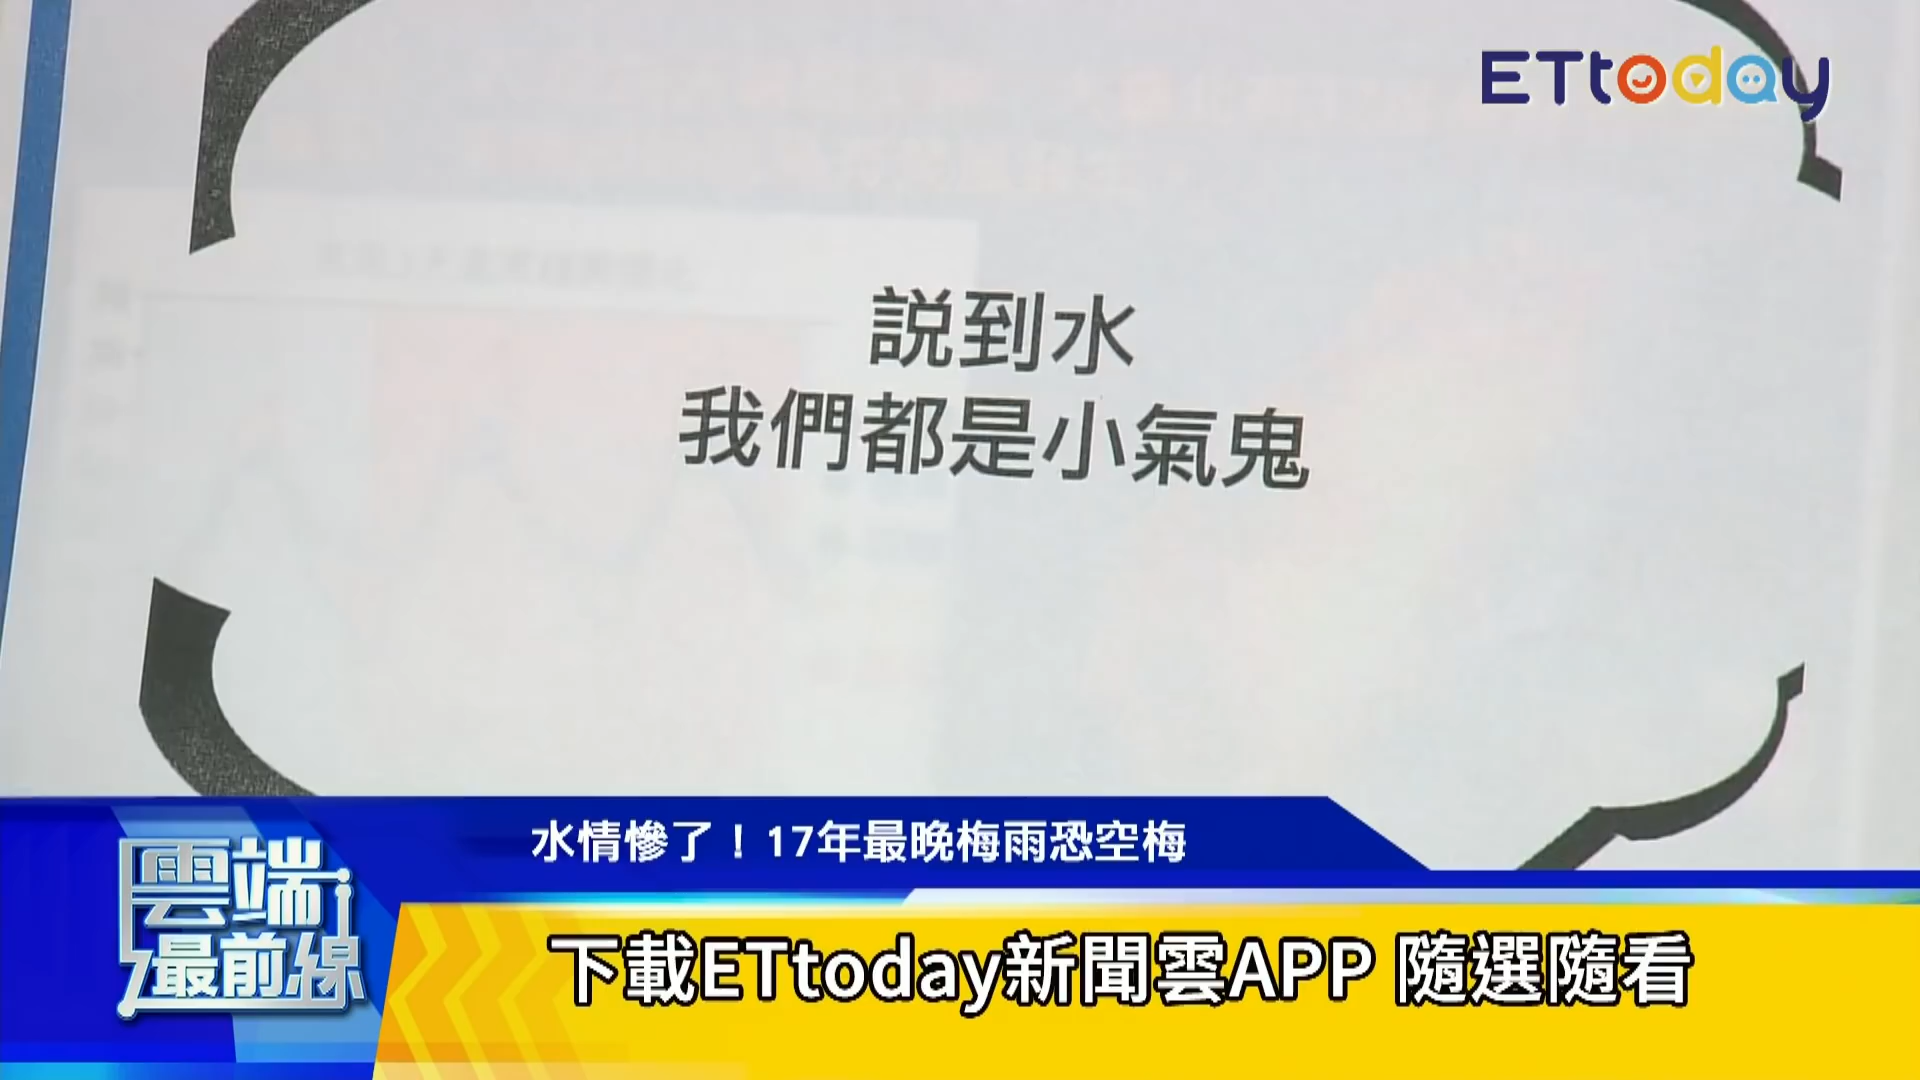 ETtoday
説到水
我們都是小氣鬼
水情慘了！17年最晚梅雨恐空梅
雲端
最前線
下載ETtoday新聞雲APP 隨選隨看